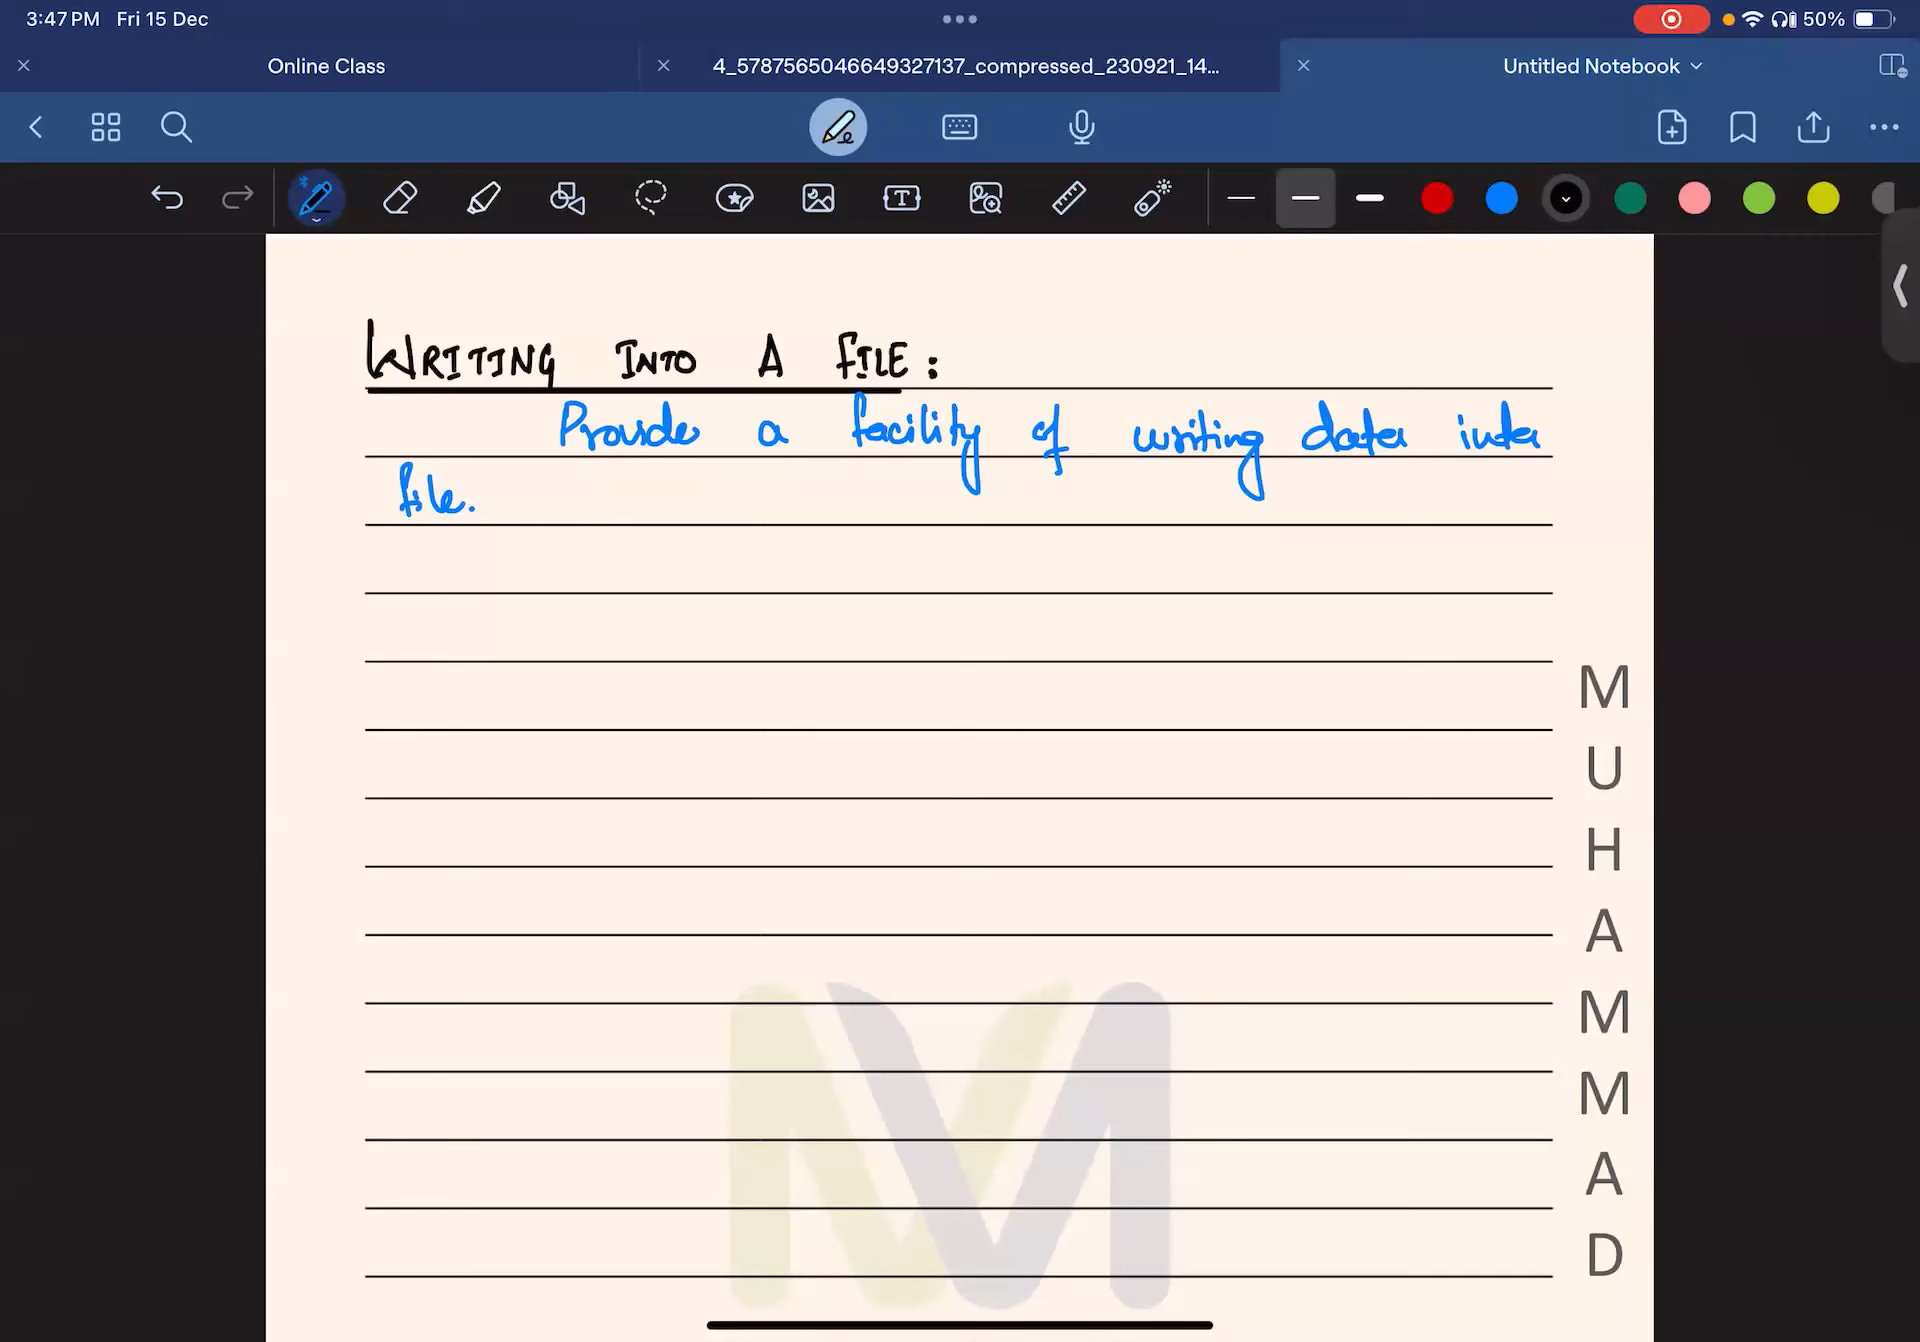 3:47 PM Fri 15 Dec 50%
Online Class
4_5787565046649327137_compressed_230921_14...
Untitled Notebook
WRITING INTO A FILE:
Provide a facility of writing data into
file.
M
U
H
A
M
M
A
D